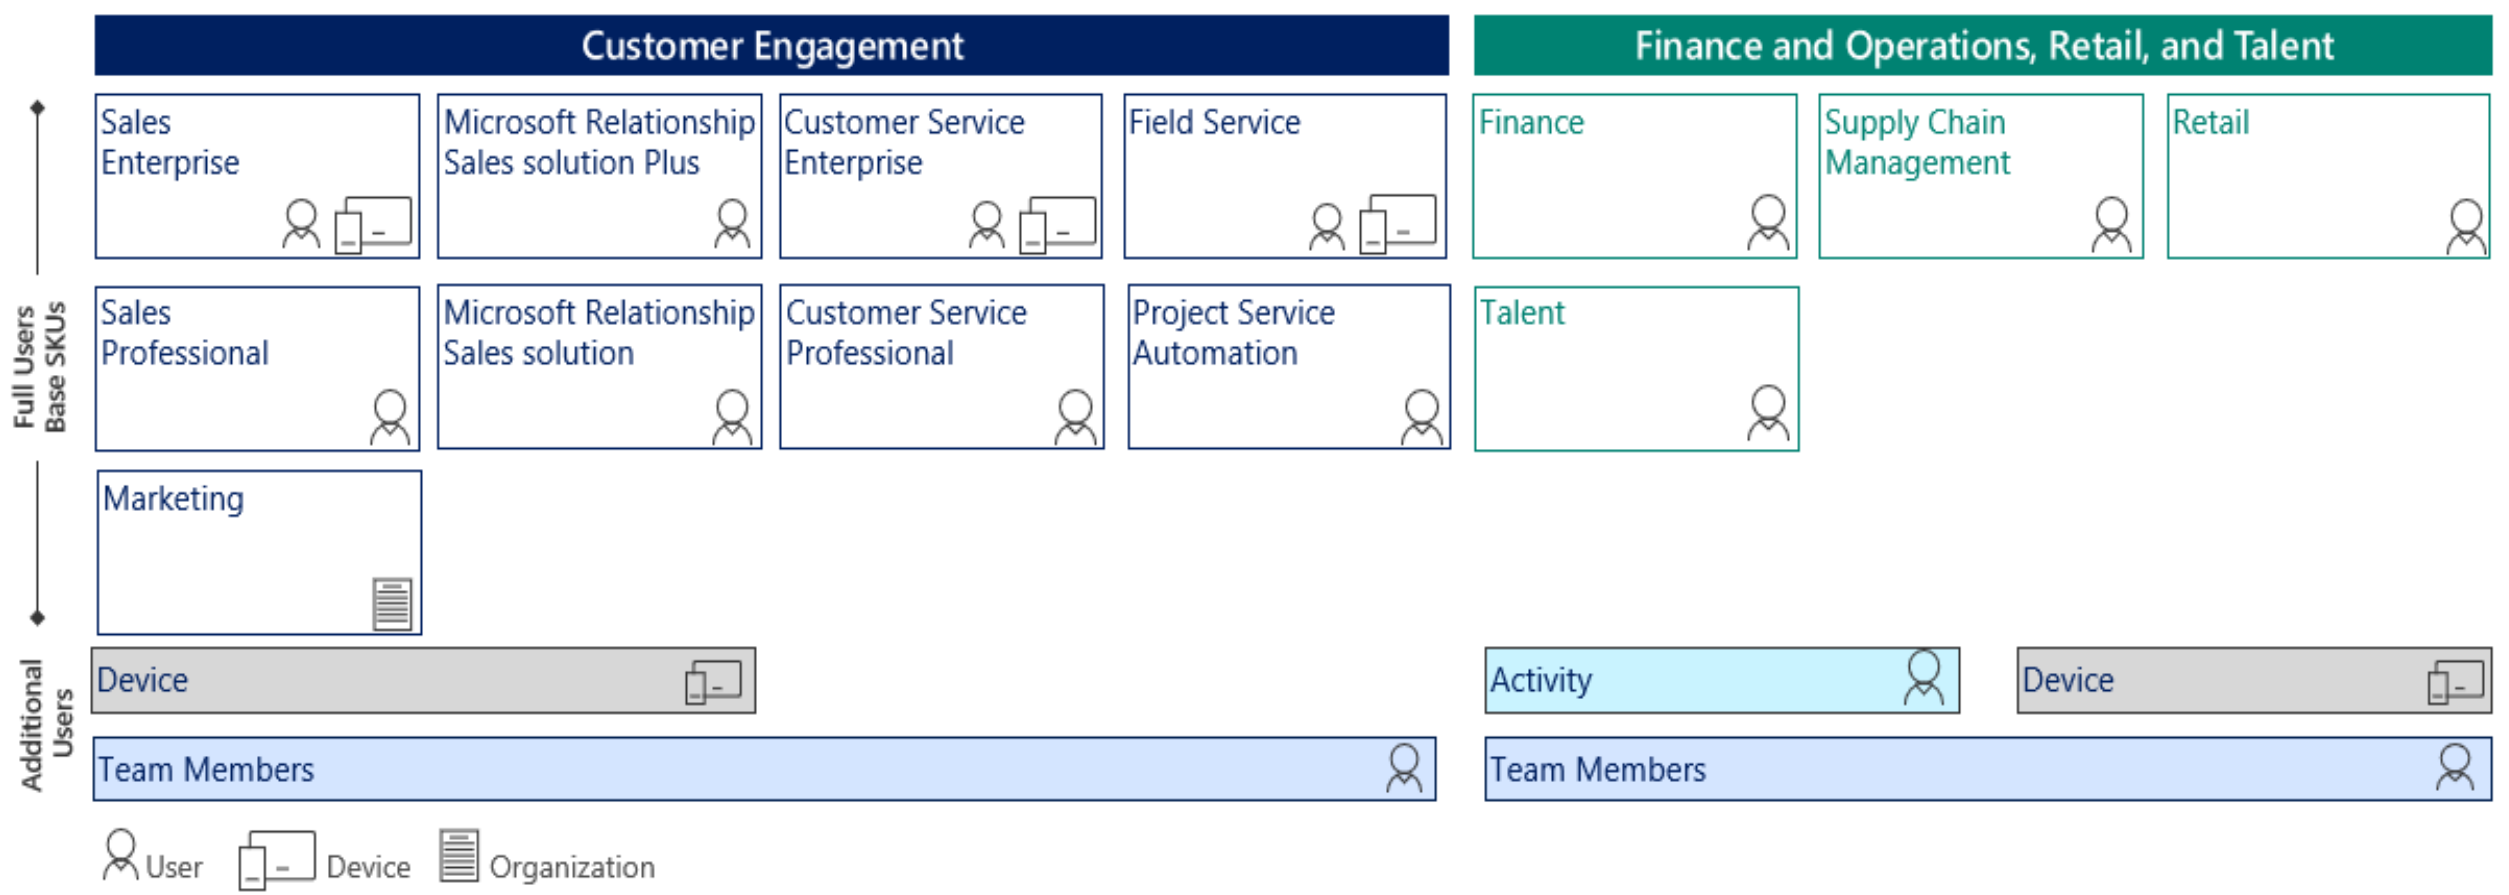 Customer Engagement
Finance and Operations, Retail, and Talent
Full Users
Base SKUs
Sales
Enterprise
Microsoft Relationship
Sales solution Plus
Customer Service
Enterprise
Field Service
Finance
Supply Chain
Management
Retail
Sales
Professional
Microsoft Relationship
Sales solution
Customer Service
Professional
Project Service
Automation
Talent
Marketing
Additional
Users
Device
Activity
Device
Team Members
Team Members
User
Device
Organization